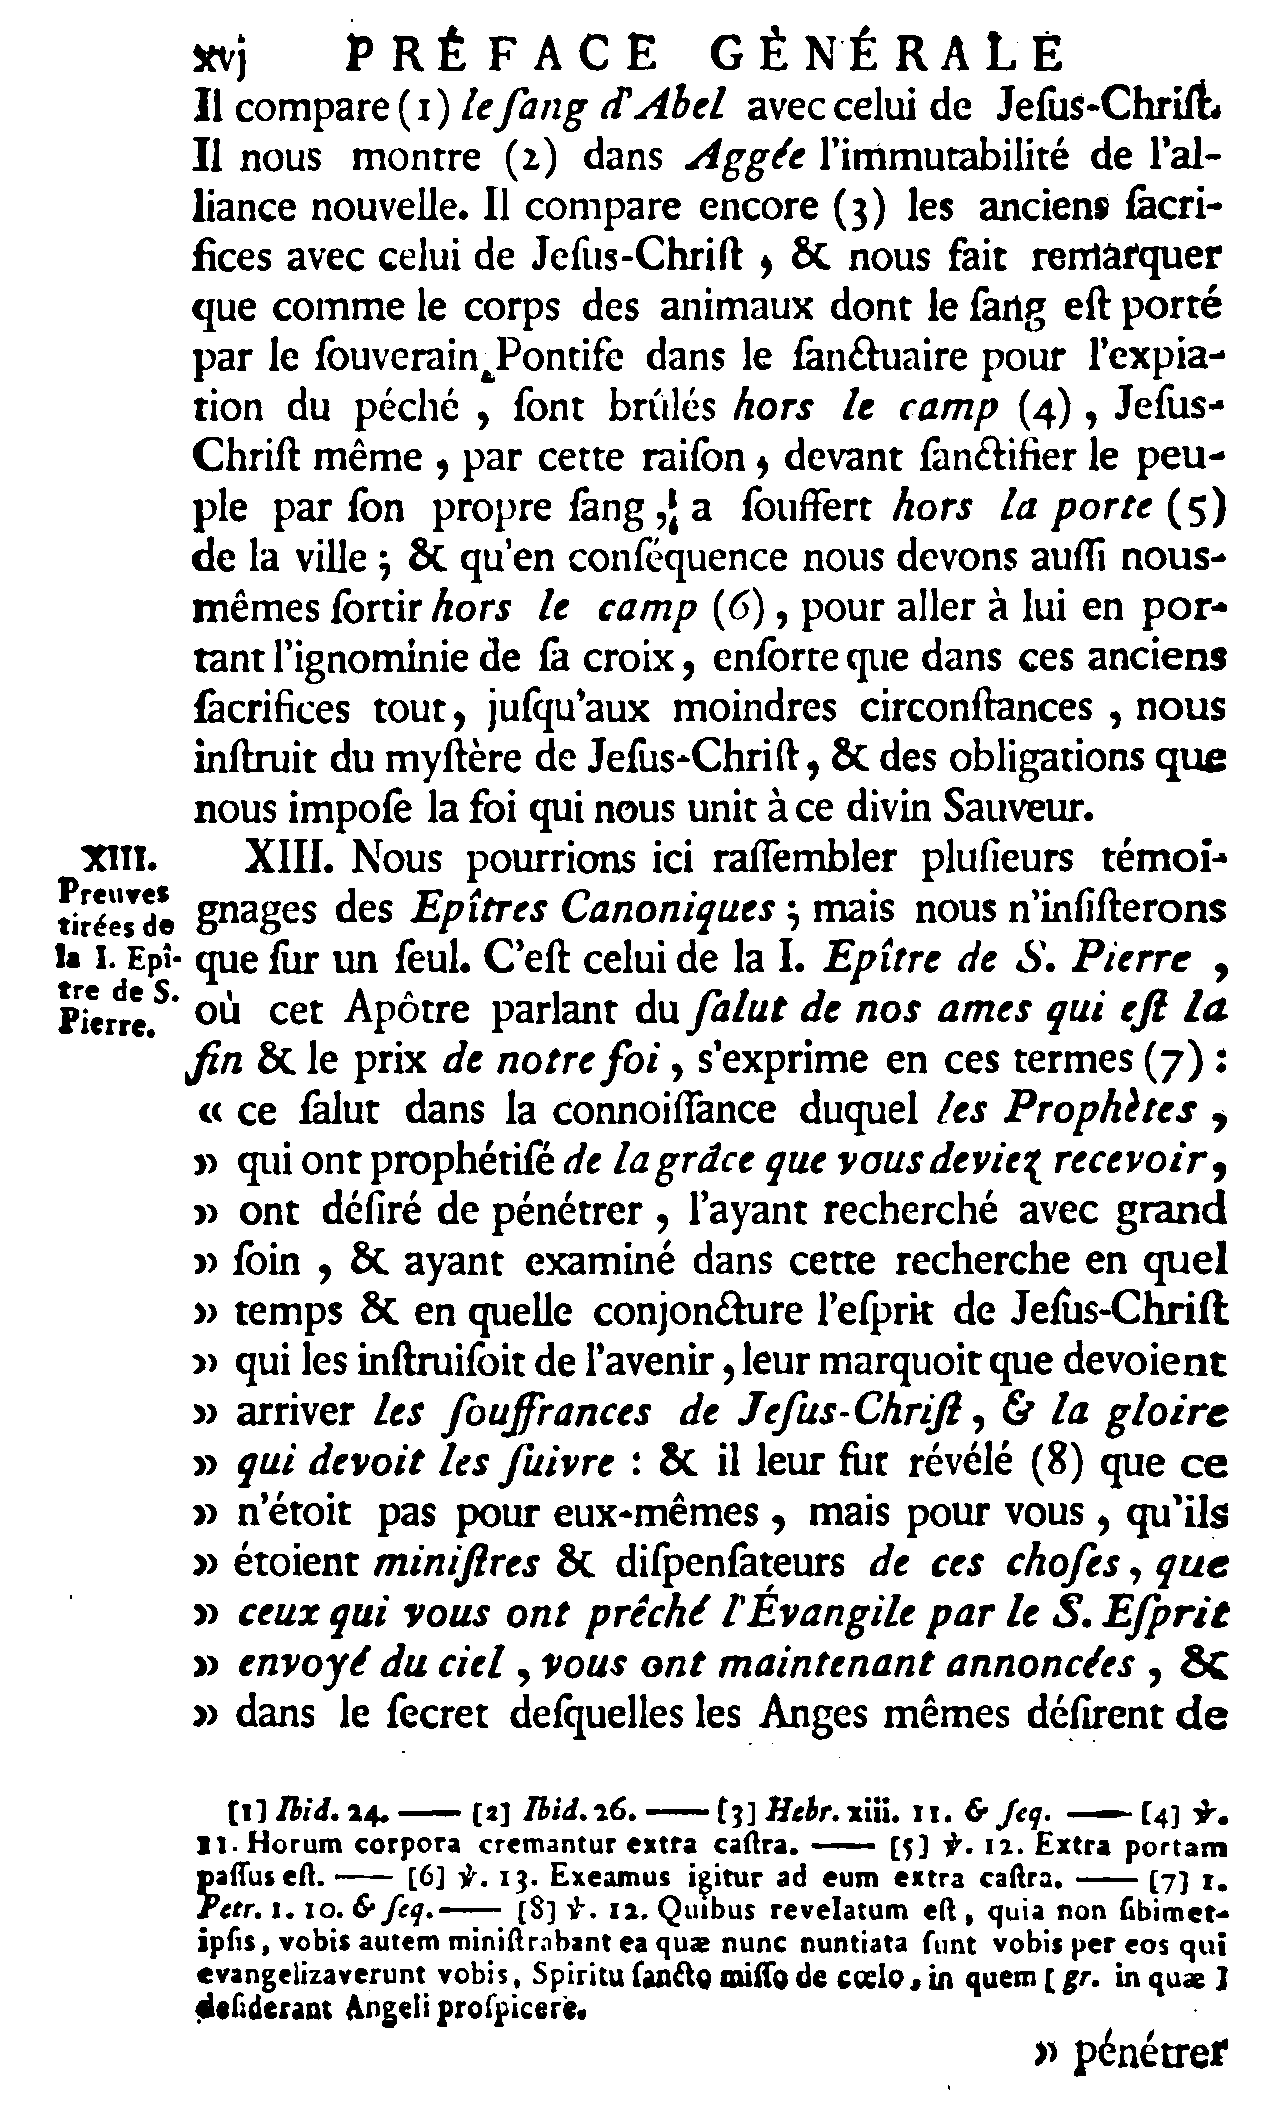 xvj PRÉFACE GÈNÉRALE
Il compare (1) le ſang d'Abel avec celui de Jeſus-Chriſt.
Il nous montre (2) dans Aggée l'immutabilité de l'al-
liance nouvelle. Il compare encore (3) les anciens ſacri-
fices avec celui de Jeſus-Chriſt, & nous fait remarquer
que comme le corps des animaux dont le ſang eſt porté
par le ſouverain Pontife dans le ſanctuaire pour l'expia-
tion du péché, ſont brûlés hors le camp (4), Jeſus-
Chriſt même, par cette raiſon, devant ſanctifier le peu-
ple par ſon propre ſang, a ſouffert hors la porte (5)
de la ville; & qu'en conſéquence nous devons auſſi nous-
mêmes ſortir hors le camp (6), pour aller à lui en por-
tant l'ignominie de ſa croix, enſorte que dans ces anciens
ſacrifices tout, juſqu'aux moindres circonſtances, nous
inſtruit du myſtère de Jeſus-Chriſt, & des obligations que
nous impoſe la foi qui nous unit à ce divin Sauveur.
XIII.
Preuves
tirées de
la I. Epî-
tre de S.
Pierre.
XIII. Nous pourrions ici raſſembler pluſieurs témoi-
gnages des Epîtres Canoniques; mais nous n'inſiſterons
que ſur un ſeul. C'eſt celui de la I. Epître de S. Pierre,
où cet Apôtre parlant du ſalut de nos ames qui eſt la
fin & le prix de notre foi, s'exprime en ces termes (7) :
« ce ſalut dans la connoiſſance duquel les Prophètes,
» qui ont prophétiſé de la grâce que vous deviez recevoir,
» ont déſiré de pénétrer, l'ayant recherché avec grand
» ſoin, & ayant examiné dans cette recherche en quel
» temps & en quelle conjoncture l'eſprit de Jeſus-Chriſt
» qui les inſtruiſoit de l'avenir, leur marquoit que devoient
» arriver les ſouffrances de Jeſus-Chriſt, & la gloire
» qui devoit les ſuivre : & il leur fut révélé (8) que ce
» n'étoit pas pour eux-mêmes, mais pour vous, qu'ils
» étoient miniſtres & diſpenſateurs de ces choſes, que
» ceux qui vous ont prêché l'Évangile par le S. Eſprit
» envoyé du ciel, vous ont maintenant annoncées, &
» dans le ſecret deſquelles les Anges mêmes déſirent de
[1] Ibid. 24. —— [2] Ibid. 26. —— [3] Hebr. xiii. 11. & ſeq. —— [4] ℣.
11. Horum corpora cremantur extra caſtra. —— [5] ℣. 12. Extra portam
paſſus eſt. —— [6] ℣. 13. Exeamus igitur ad eum extra caſtra. —— [7] 1.
Petr. 1. 10. & ſeq. —— [8] ℣. 12. Quibus revelatum eſt, quia non ſibimet-
ipſis, vobis autem miniſtrabant ea quæ nunc nuntiata ſunt vobis per eos qui
evangelizaverunt vobis, Spiritu ſancto miſſo de cœlo, in quem [ gr. in quæ ]
deſiderant Angeli proſpicere.
» pénétrer